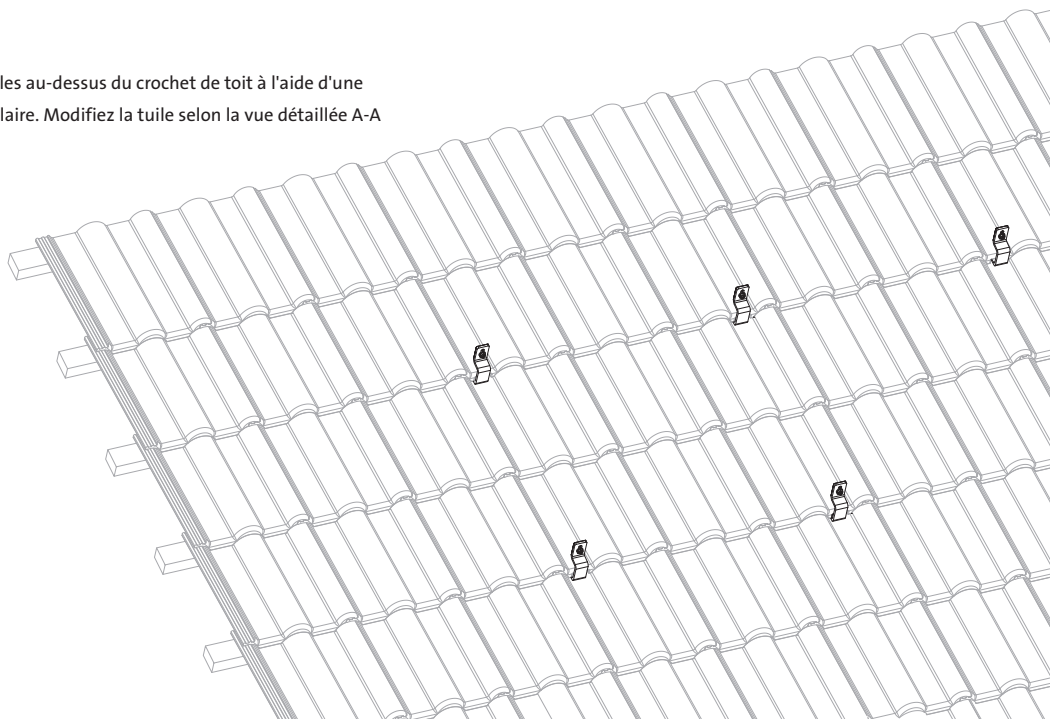 les au-dessus du crochet de toit à l'aide d'une
laire. Modifiez la tuile selon la vue détaillée A-A